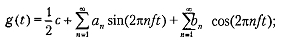 g(t) = 1/2 c + ∑_{n=1}^{∞} a_n sin(2πnft) + ∑_{n=1}^{∞} b_n cos(2πnft);